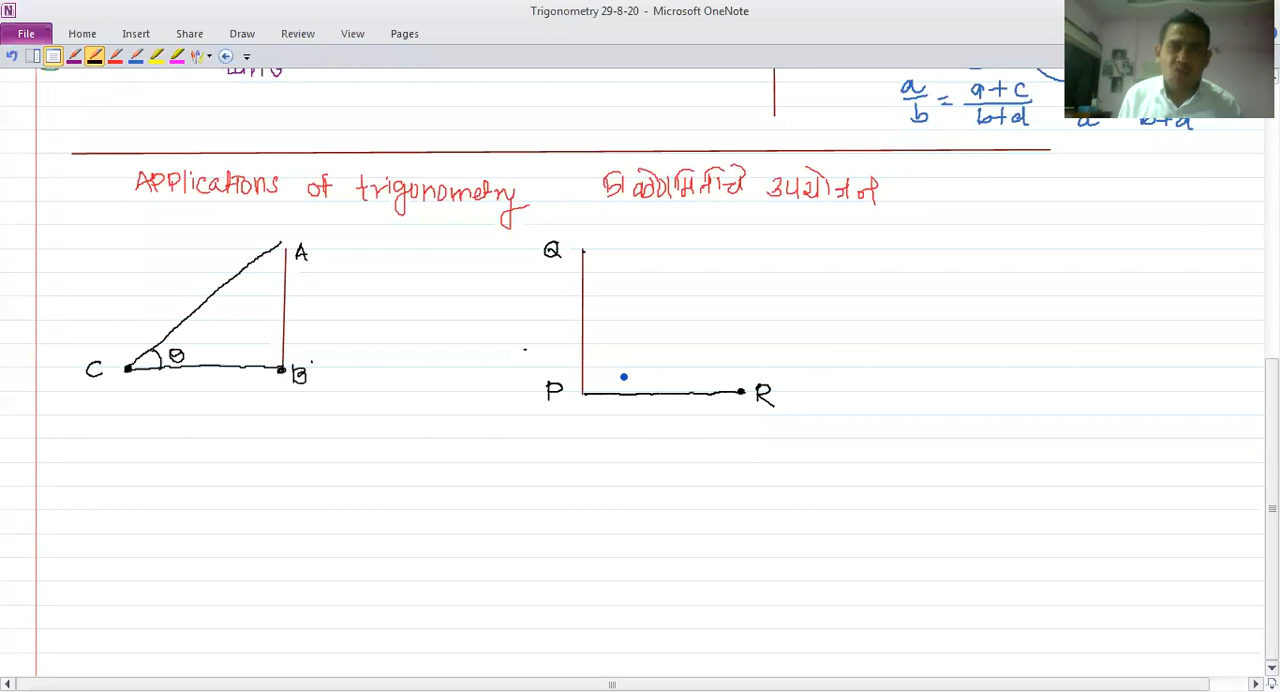 Trigonometry 29-8-20 - Microsoft OneNote
File Home Insert Share Draw Review View Pages
a/b = a+c/b+d
b+d
Applications of trigonometry त्रिकोणमितीचे उपयोजन
A Q
C θ B
P R